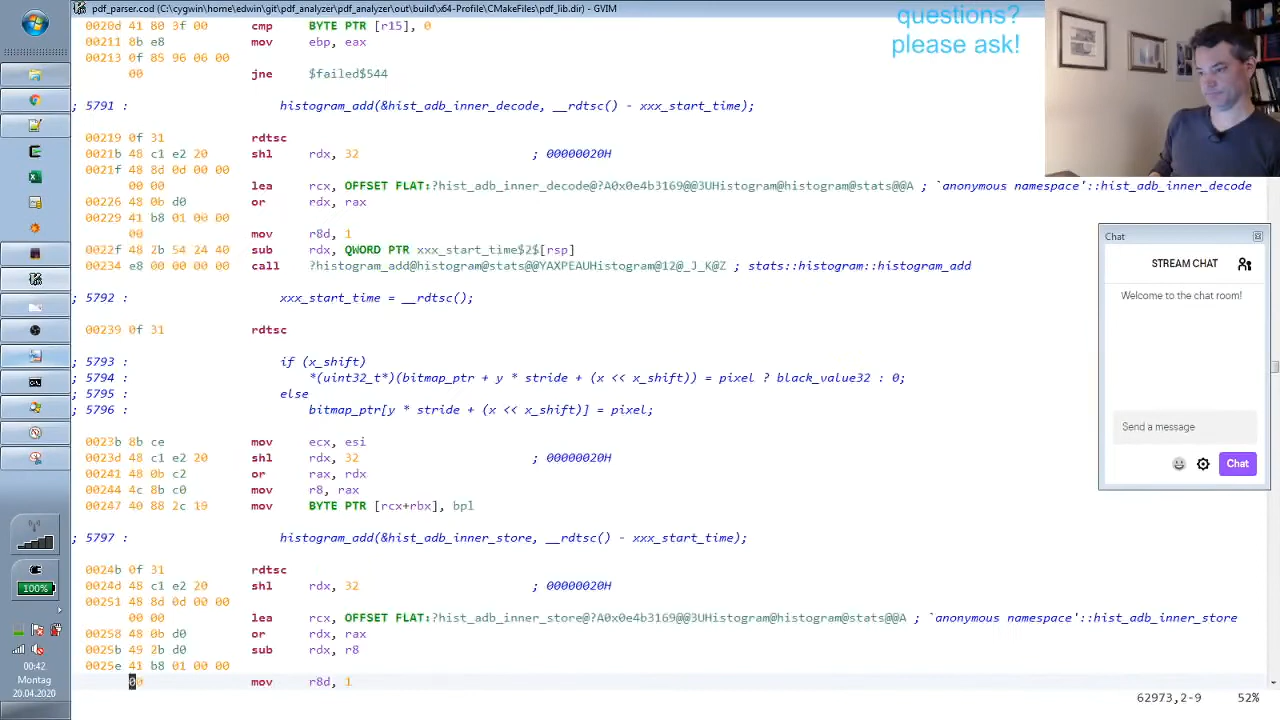 pdf_parser.cod (C:\cygwin\home\edwin\git\pdf_analyzer\pdf_analyzer\out\build\x64-Profile\CMakeFiles\pdf_lib.dir) - GVIM
questions?
please ask!
0020d 41 80 3f 00 cmp BYTE PTR [r15], 0
00211 8b e8 mov ebp, eax
00213 0f 85 96 06 00
00 jne $failed$544
; 5791 : histogram_add(&hist_adb_inner_decode, __rdtsc() - xxx_start_time);
00219 0f 31 rdtsc
0021b 48 c1 e2 20 shl rdx, 32 ; 00000020H
0021f 48 8d 0d 00 00
00 00 lea rcx, OFFSET FLAT:?hist_adb_inner_decode@?A0x0e4b3169@@3UHistogram@histogram@stats@@A ; `anonymous namespace'::hist_adb_inner_decode
00226 48 0b d0 or rdx, rax
00229 41 b8 01 00 00
00 mov r8d, 1
0022f 48 2b 54 24 40 sub rdx, QWORD PTR xxx_start_time$2$[rsp]
00234 e8 00 00 00 00 call ?histogram_add@histogram@stats@@YAXPEAUHistogram@12@_J_K@Z ; stats::histogram::histogram_add
; 5792 : xxx_start_time = __rdtsc();
00239 0f 31 rdtsc
; 5793 : if (x_shift)
; 5794 : *(uint32_t*)(bitmap_ptr + y * stride + (x << x_shift)) = pixel ? black_value32 : 0;
; 5795 : else
; 5796 : bitmap_ptr[y * stride + (x << x_shift)] = pixel;
0023b 8b ce mov ecx, esi
0023d 48 c1 e2 20 shl rdx, 32 ; 00000020H
00241 48 0b c2 or rax, rdx
00244 4c 8b c0 mov r8, rax
00247 40 88 2c 19 mov BYTE PTR [rcx+rbx], bpl
; 5797 : histogram_add(&hist_adb_inner_store, __rdtsc() - xxx_start_time);
0024b 0f 31 rdtsc
0024d 48 c1 e2 20 shl rdx, 32 ; 00000020H
00251 48 8d 0d 00 00
00 00 lea rcx, OFFSET FLAT:?hist_adb_inner_store@?A0x0e4b3169@@3UHistogram@histogram@stats@@A ; `anonymous namespace'::hist_adb_inner_store
00258 48 0b d0 or rdx, rax
0025b 49 2b d0 sub rdx, r8
0025e 41 b8 01 00 00
00 mov r8d, 1
62973,2-9 52%
Chat
STREAM CHAT
Welcome to the chat room!
Send a message
Chat
100%
00:42
Montag
20.04.2020